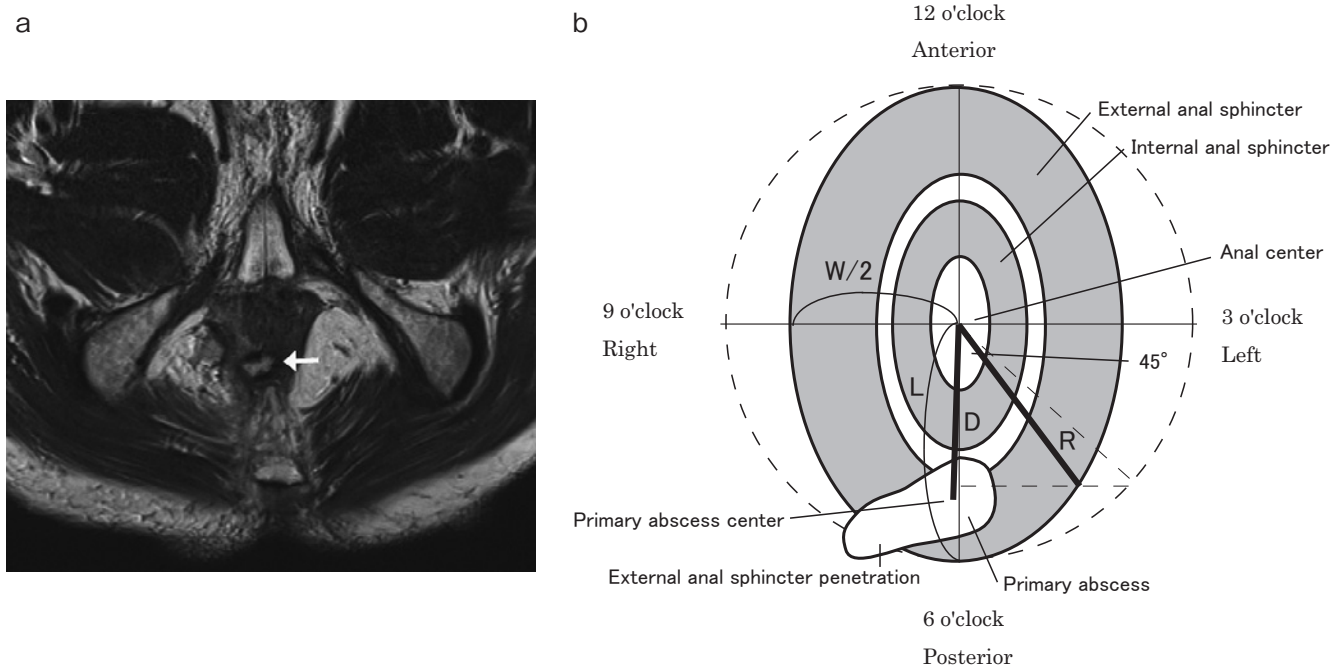 a
b
12 o'clock
Anterior
External anal sphincter
Internal anal sphincter
Anal center
W/2
9 o'clock
Right
3 o'clock
Left
45°
L
D
R
Primary abscess center
External anal sphincter penetration
Primary abscess
6 o'clock
Posterior